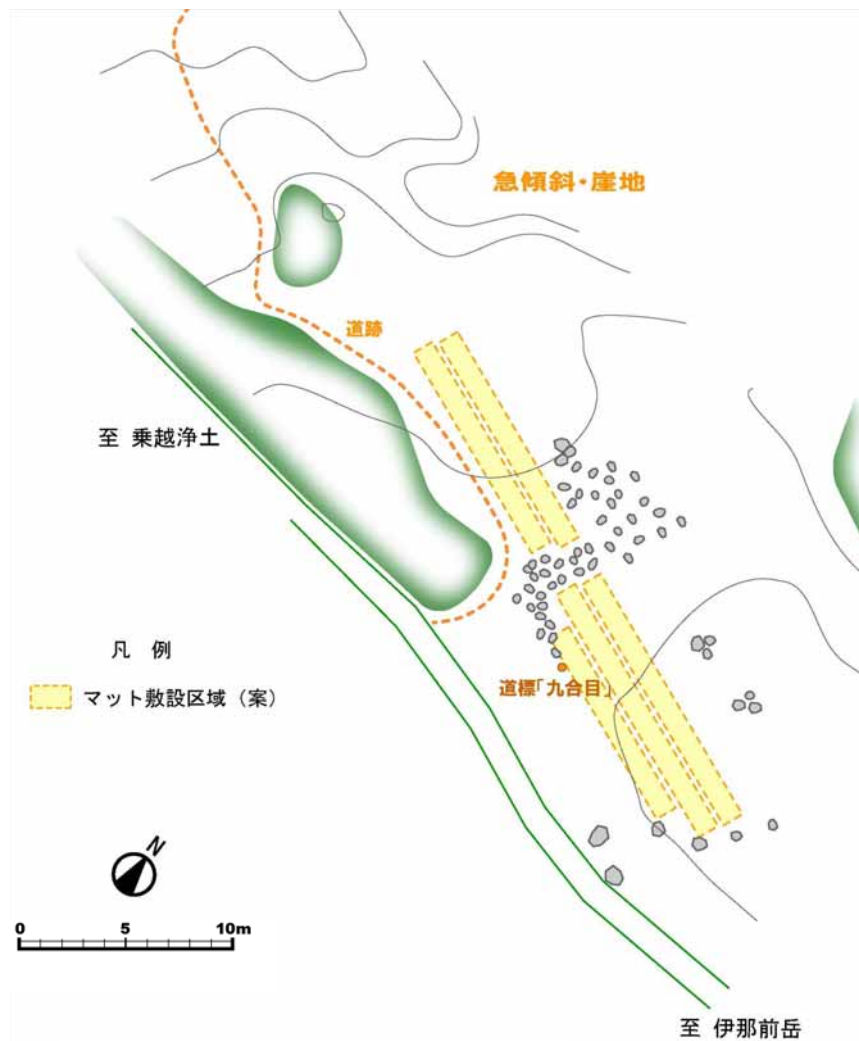 急傾斜・崖地
道跡
至 乗越浄土
凡 例
マット敷設区域（案）
道標「九合目」
N
0 5 10m
至 伊那前岳